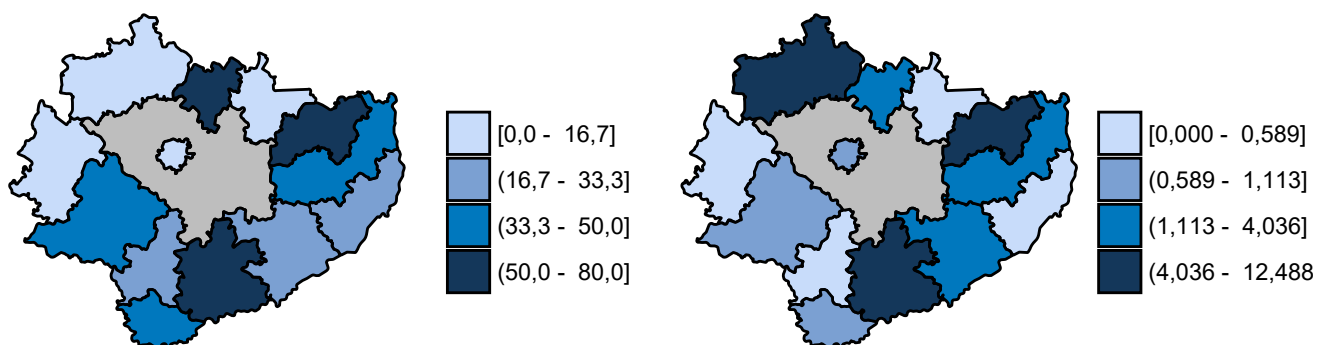 [0,0 - 16,7]
(16,7 - 33,3]
(33,3 - 50,0]
(50,0 - 80,0]
[0,000 - 0,589]
(0,589 - 1,113]
(1,113 - 4,036]
(4,036 - 12,488